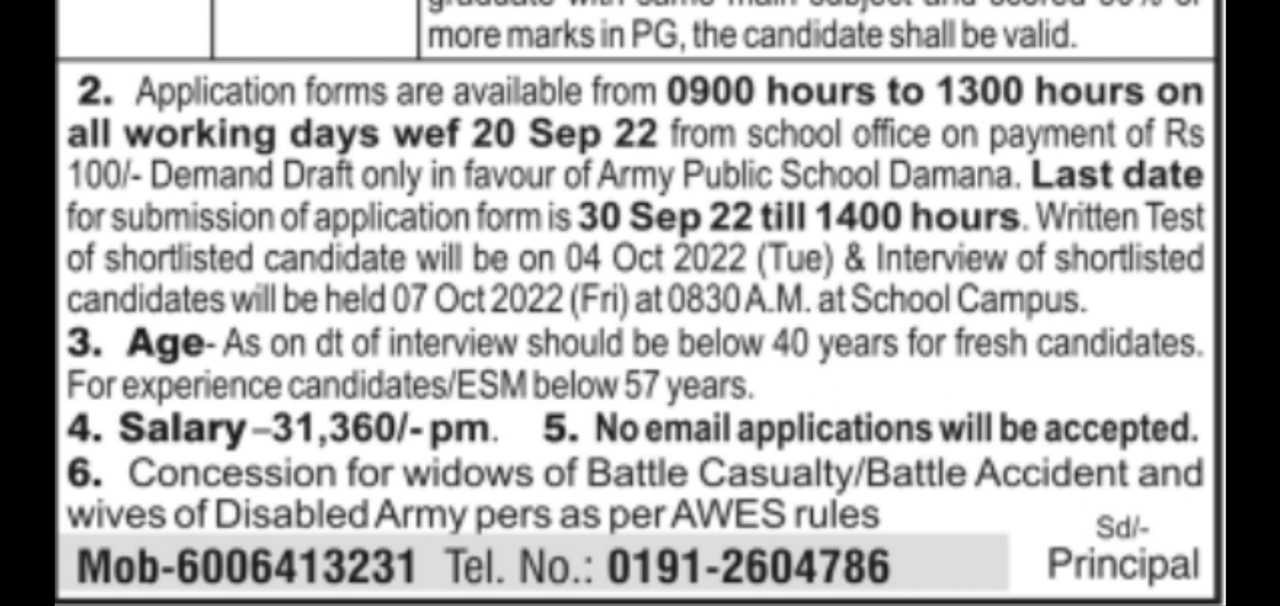 more marks in PG, the candidate shall be valid.
2. Application forms are available from 0900 hours to 1300 hours on
all working days wef 20 Sep 22 from school office on payment of Rs
100/- Demand Draft only in favour of Army Public School Damana. Last date
for submission of application form is 30 Sep 22 till 1400 hours. Written Test
of shortlisted candidate will be on 04 Oct 2022 (Tue) & Interview of shortlisted
candidates will be held 07 Oct 2022 (Fri) at 0830 A.M. at School Campus.
3. Age- As on dt of interview should be below 40 years for fresh candidates.
For experience candidates/ESM below 57 years.
4. Salary –31,360/- pm. 5. No email applications will be accepted.
6. Concession for widows of Battle Casualty/Battle Accident and
wives of Disabled Army pers as per AWES rules
Sd/-
Mob-6006413231 Tel. No.: 0191-2604786 Principal